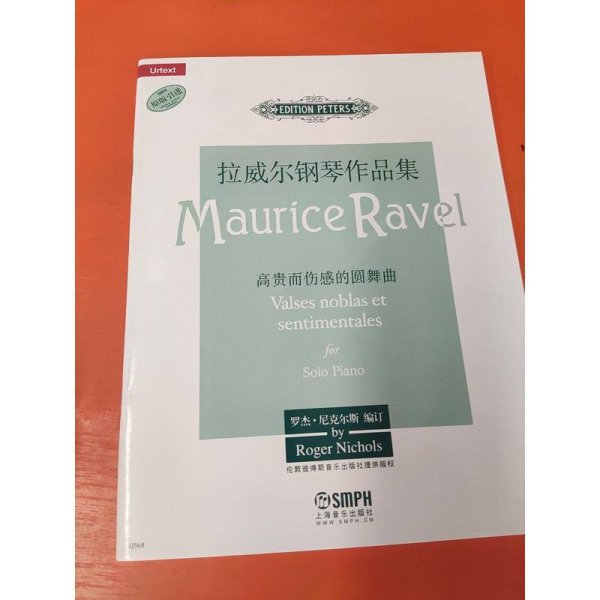 Urtext
原版引进
EDITION PETERS
拉威尔钢琴作品集
Maurice Ravel
高贵而伤感的圆舞曲
Valses noblas et
sentimentales
for
Solo Piano
罗杰·尼克尔斯 编订
by
Roger Nichols
伦敦彼得斯音乐出版社提供版权
SMPH
上海音乐出版社
WWW.SMPH.CN